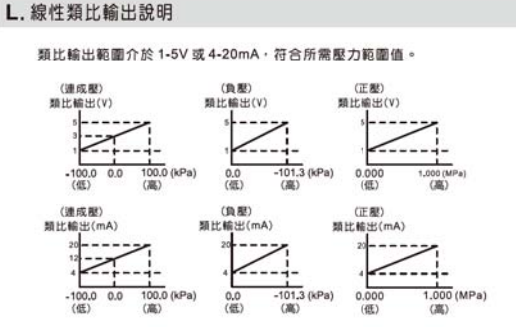 L. 線性類比輸出說明
類比輸出範圍介於 1-5V 或 4-20mA，符合所需壓力範圍值。
（連成壓）
類比輸出(V)
5
3
1
-100.0 0.0 100.0 (kPa)
（低） （高）
（負壓）
類比輸出(V)
5
1
0.0 -101.3 (kPa)
（低） （高）
（正壓）
類比輸出(V)
5
1
0.000 1.000 (MPa)
（低） （高）
（連成壓）
類比輸出(mA)
20
12
4
-100.0 0.0 100.0 (kPa)
（低） （高）
（負壓）
類比輸出(mA)
20
4
0.0 -101.3 (kPa)
（低） （高）
（正壓）
類比輸出(mA)
20
4
0.000 1.000 (MPa)
（低） （高）